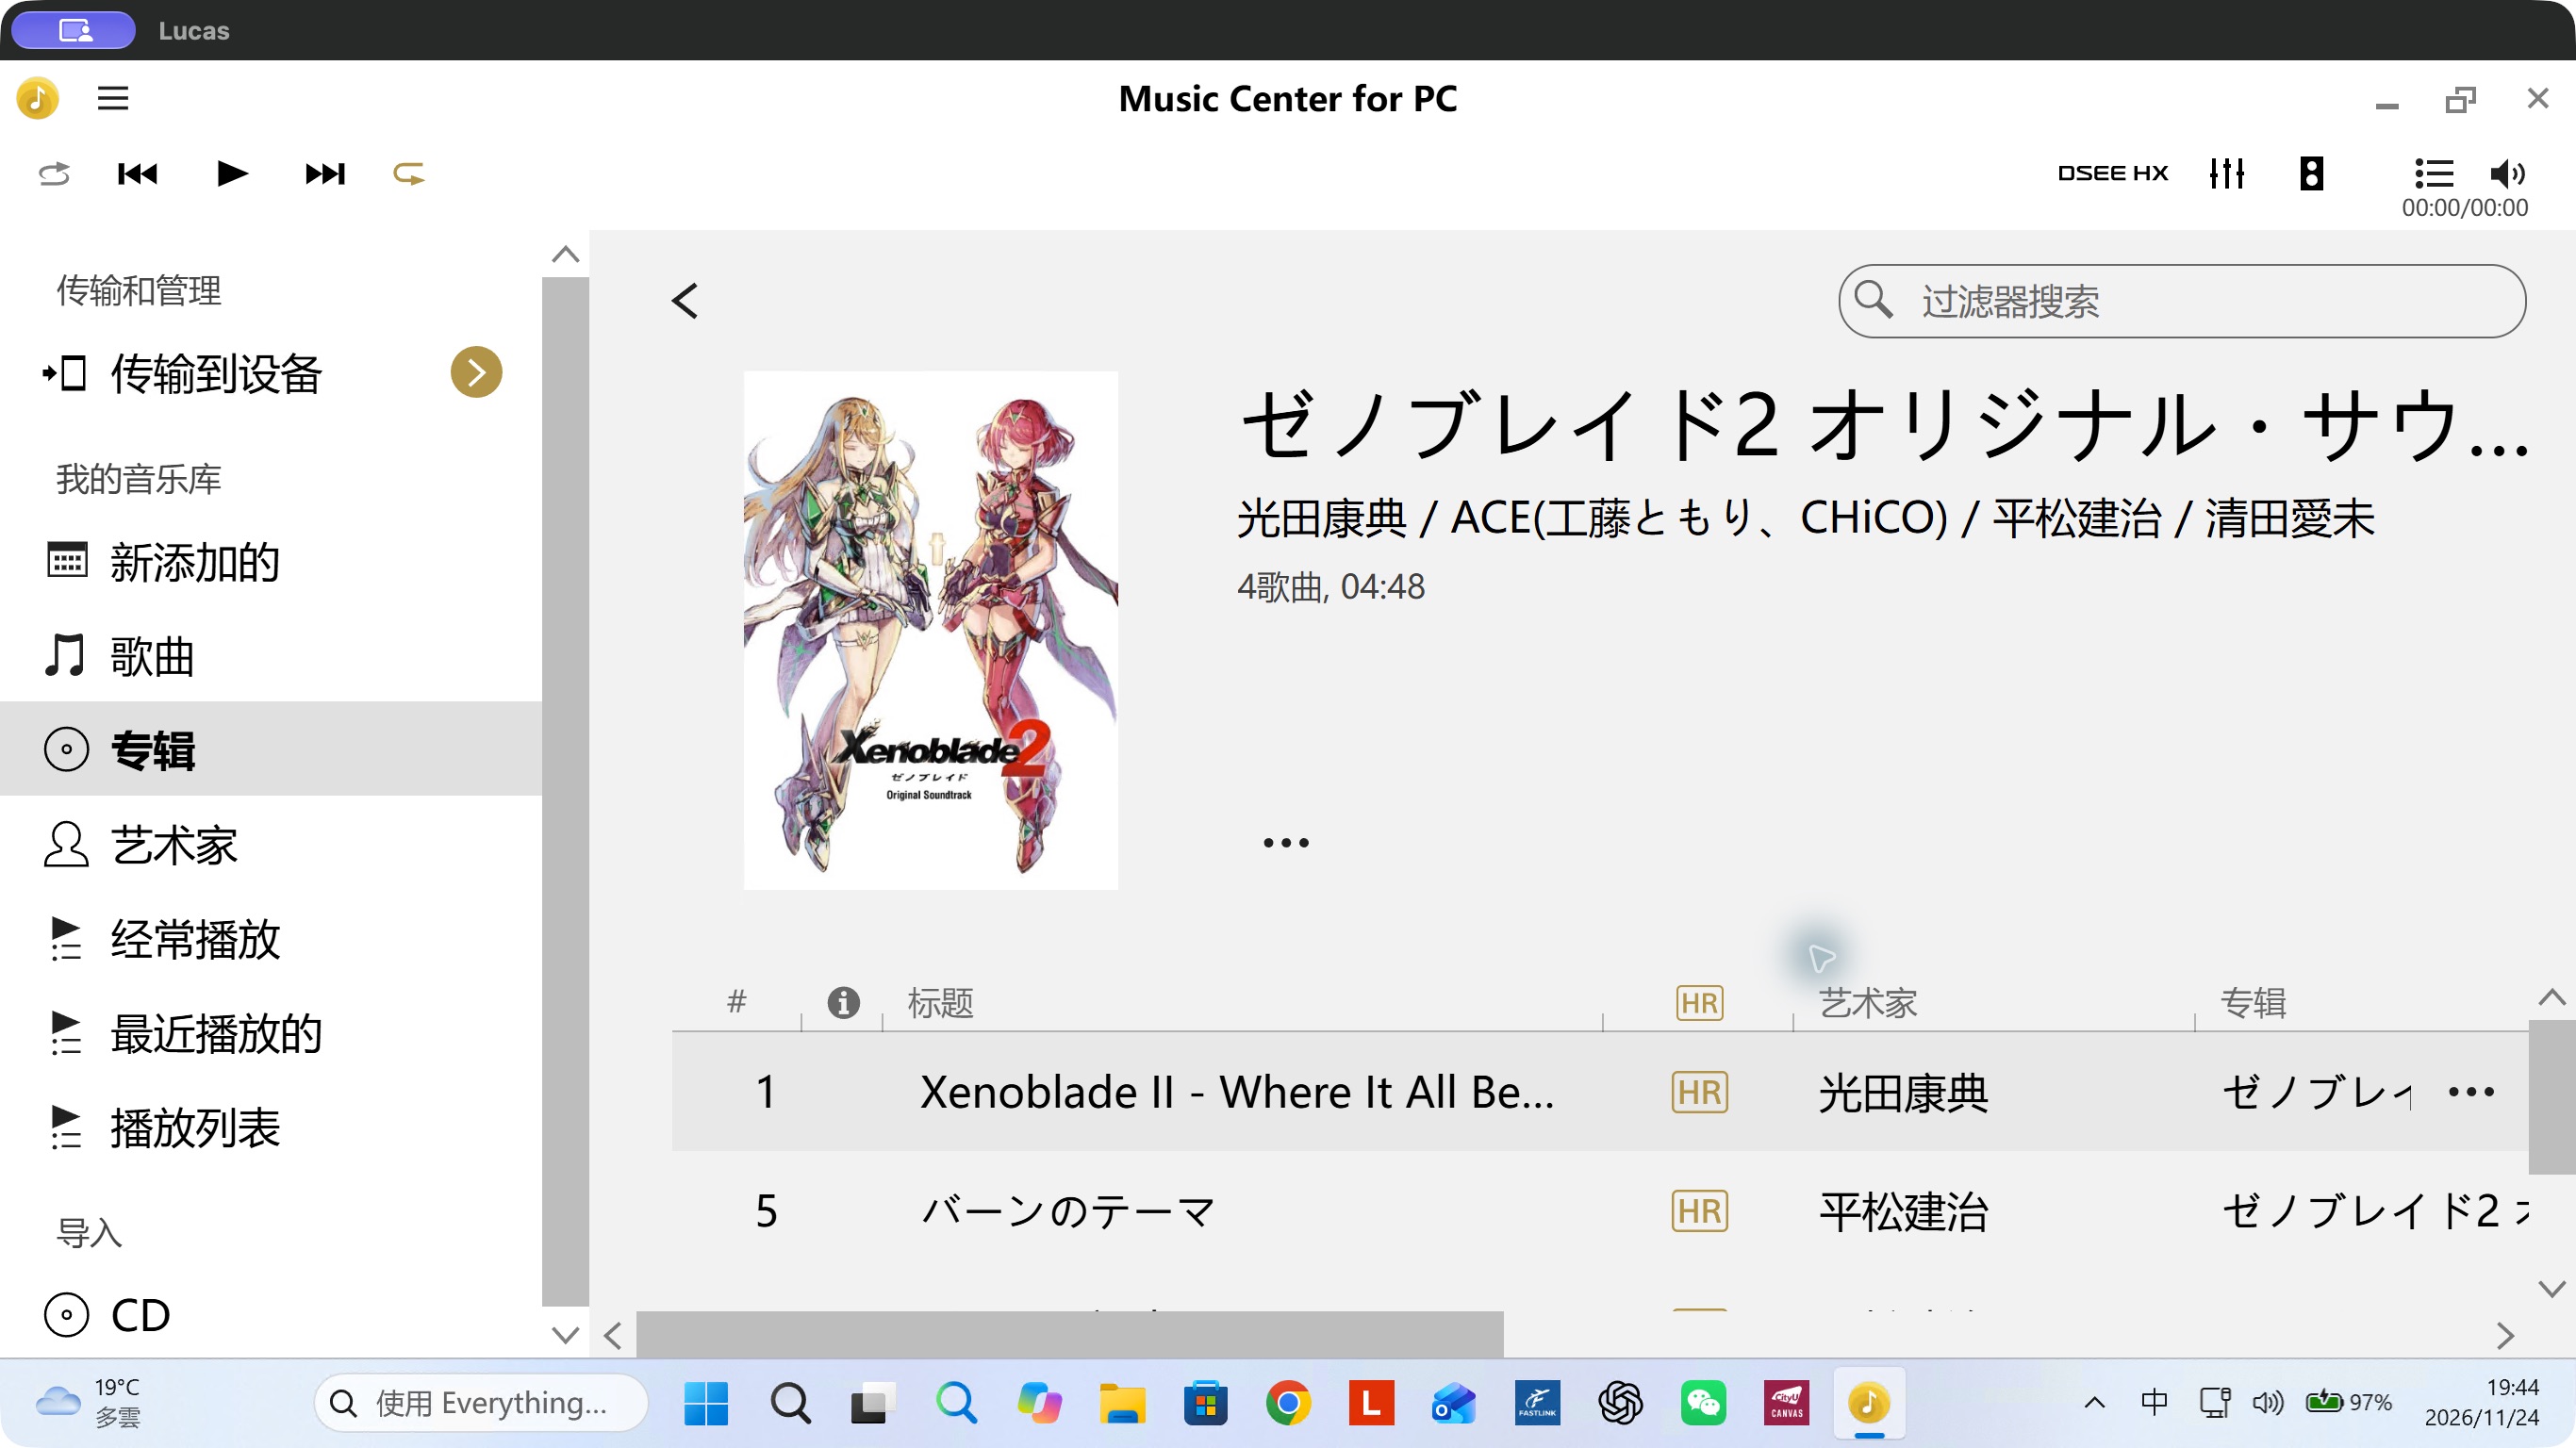 Lucas
Music Center for PC
DSEE HX
00:00/00:00
传输和管理
传输到设备
我的音乐库
新添加的
歌曲
专辑
艺术家
经常播放
最近播放的
播放列表
导入
CD
过滤器搜索
ゼノブレイド2 オリジナル・サウ...
光田康典 / ACE(工藤ともり、CHiCO) / 平松建治 / 清田愛未
4歌曲, 04:48
Xenoblade2
ゼノブレイド
Original Soundtrack
# 标题 HR 艺术家 专辑
1 Xenoblade II - Where It All Be... HR 光田康典 ゼノブレイ
5 バーンのテーマ HR 平松建治 ゼノブレイド2
19°C
多雲
使用 Everything...
L
FASTLINK
CityU
CANVAS
中
97%
19:44
2026/11/24